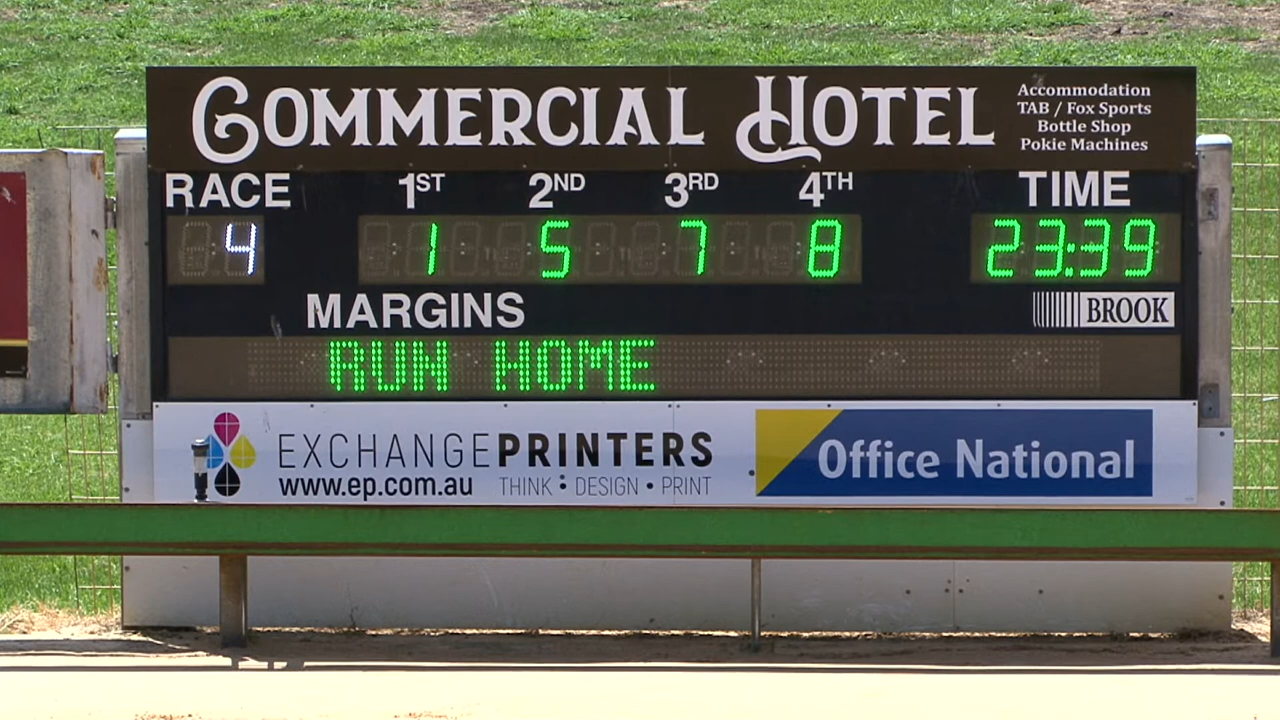 COMMERCIAL HOTEL
Accommodation
TAB / Fox Sports
Bottle Shop
Pokie Machines
RACE 1ST 2ND 3RD 4TH TIME
4 1 5 7 8 23:39
MARGINS
BROOK
RUN HOME
EXCHANGEPRINTERS
www.ep.com.au THINK : DESIGN • PRINT
Office National